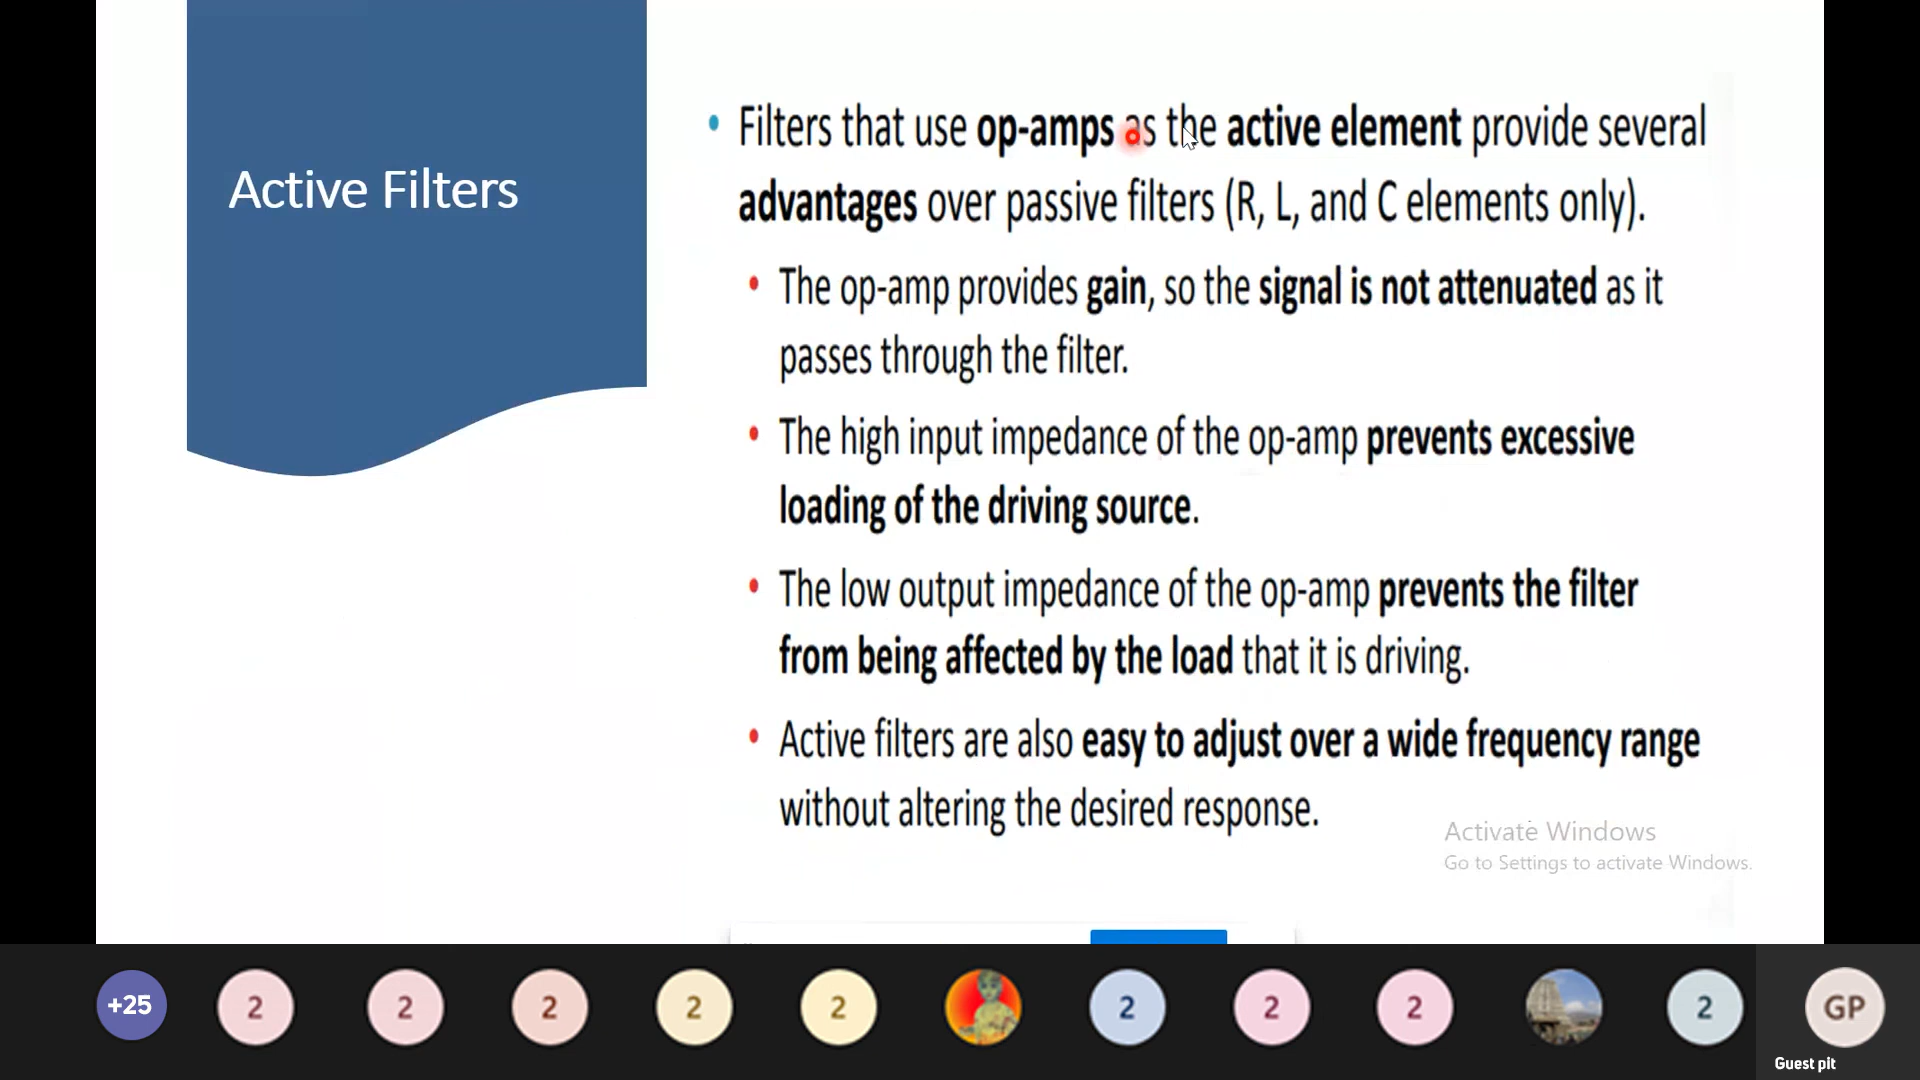 Active Filters
• Filters that use op-amps as the active element provide several
advantages over passive filters (R, L, and C elements only).
• The op-amp provides gain, so the signal is not attenuated as it
passes through the filter.
• The high input impedance of the op-amp prevents excessive
loading of the driving source.
• The low output impedance of the op-amp prevents the filter
from being affected by the load that it is driving.
• Active filters are also easy to adjust over a wide frequency range
without altering the desired response.
Activate Windows
Go to Settings to activate Windows.
+25
2
2
2
2
2
2
2
2
2
GP
Guest pit